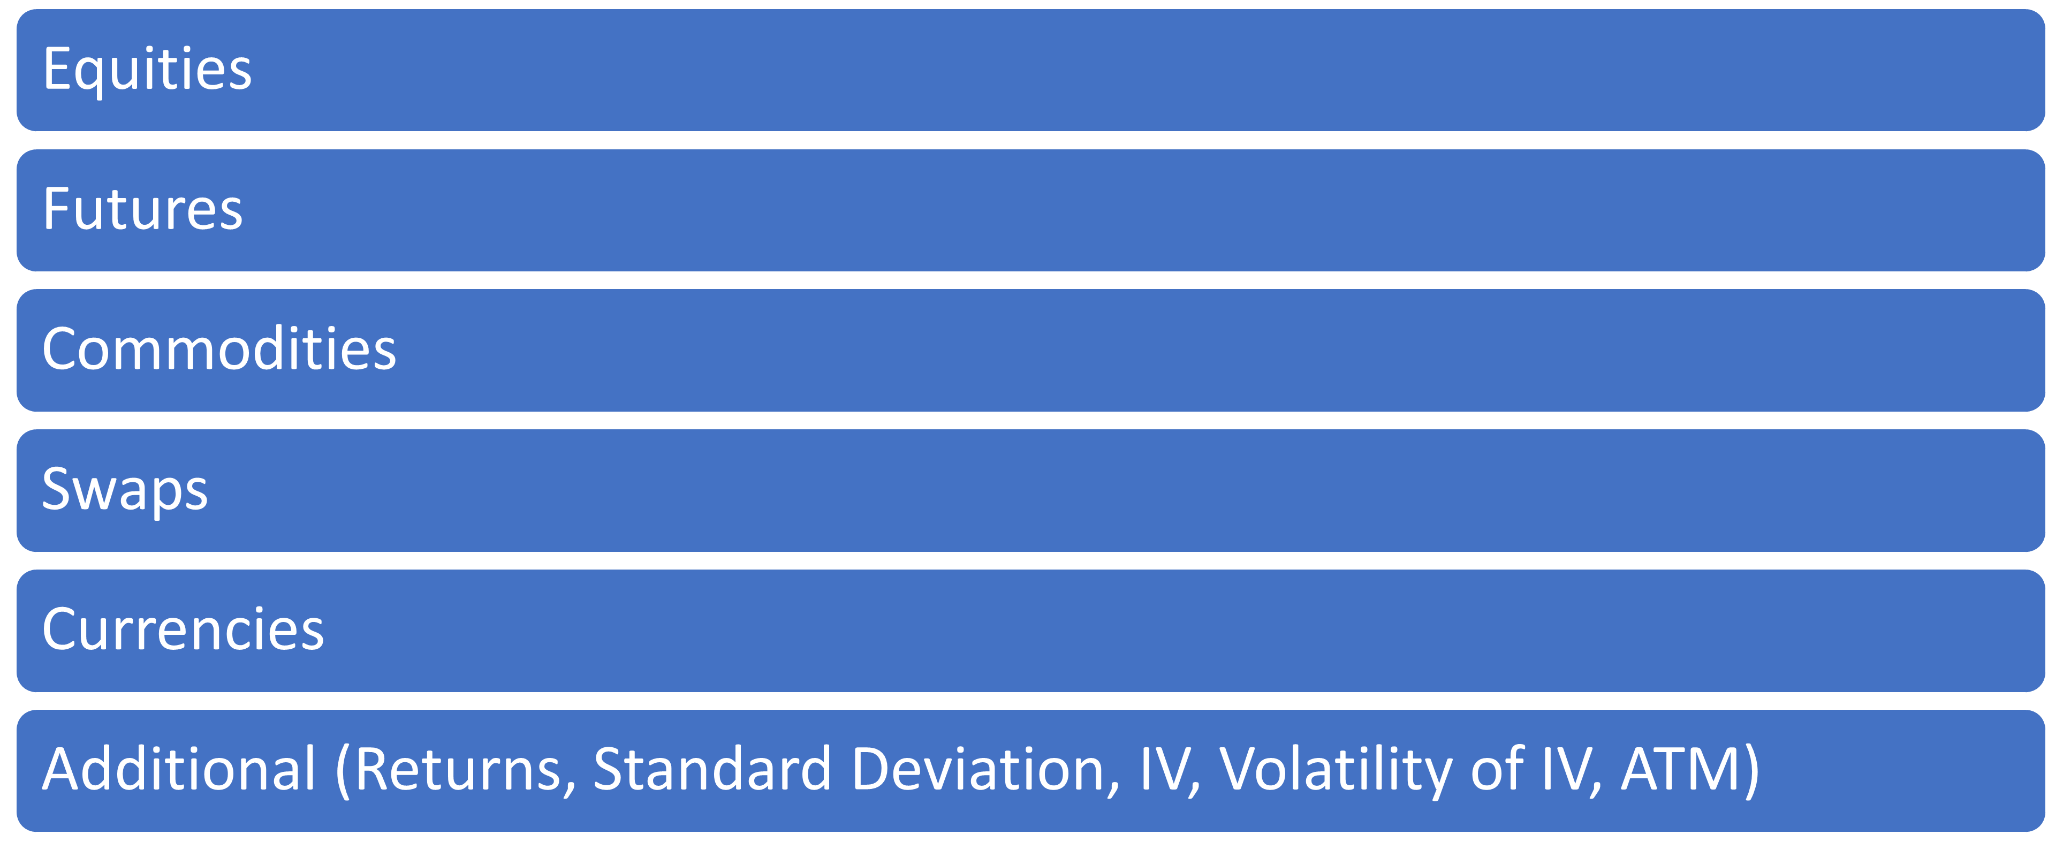 Equities
Futures
Commodities
Swaps
Currencies
Additional (Returns, Standard Deviation, IV, Volatility of IV, ATM)